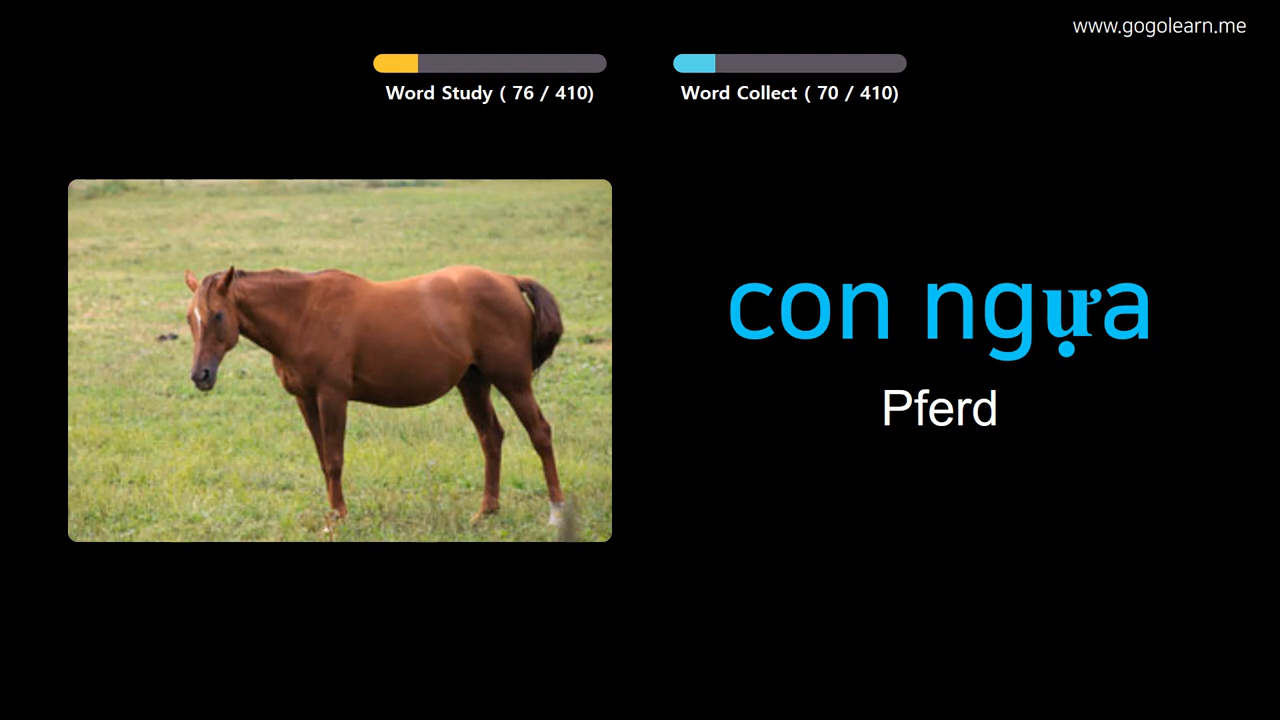 www.gogolearn.me
Word Study ( 76 / 410)
Word Collect ( 70 / 410)
con ngựa
Pferd